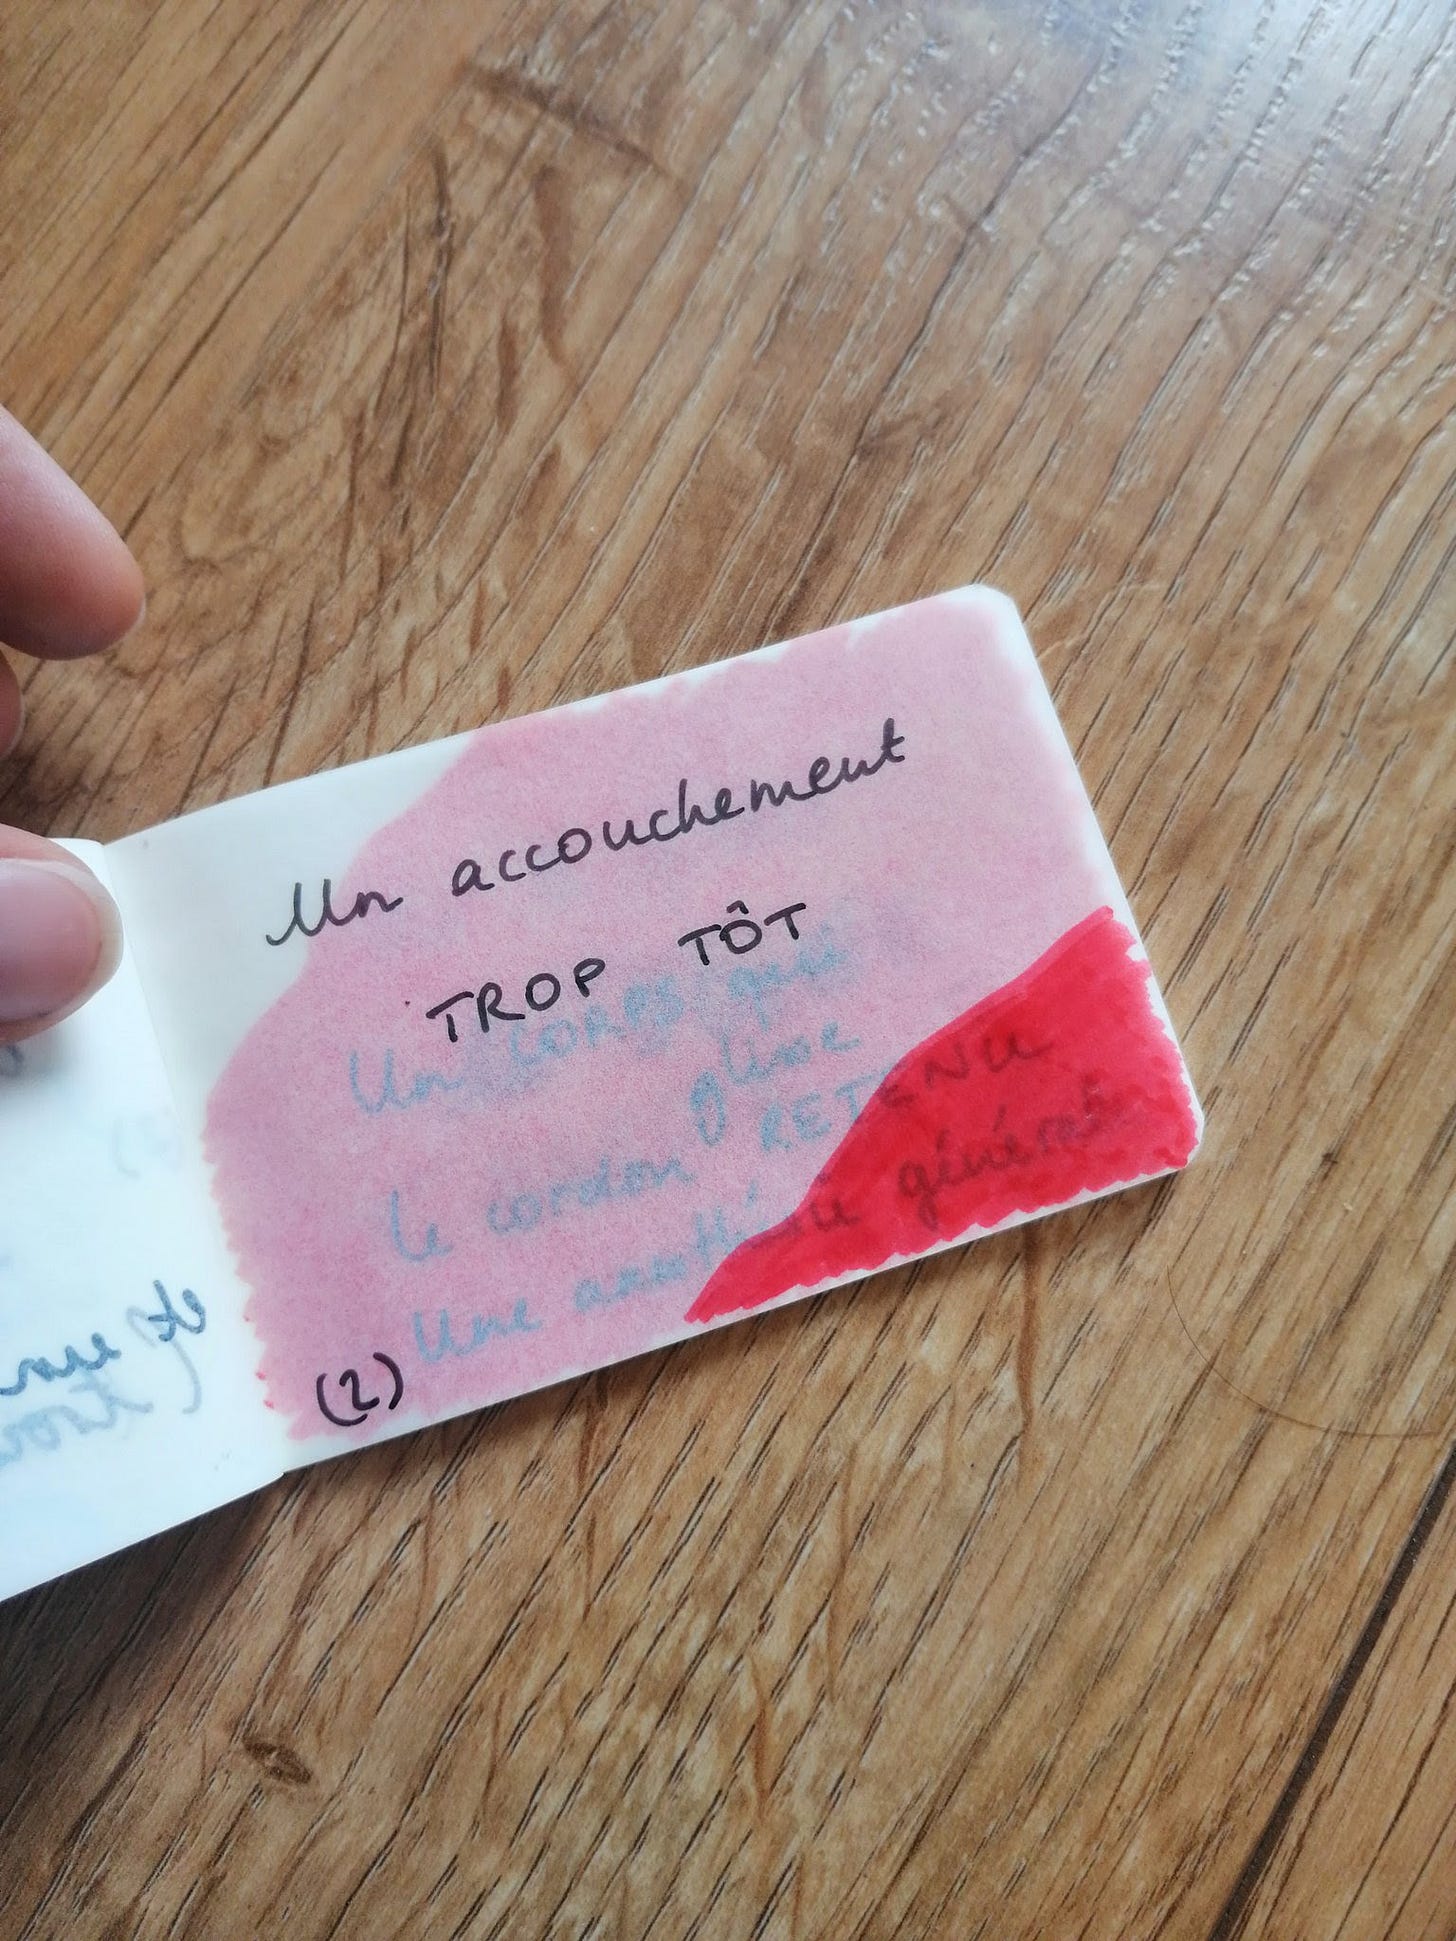 Un accouchement
TROP TÔT
Un CORPS qui
glisse
le cordon RETENU
Une anesthésie générale
(2)